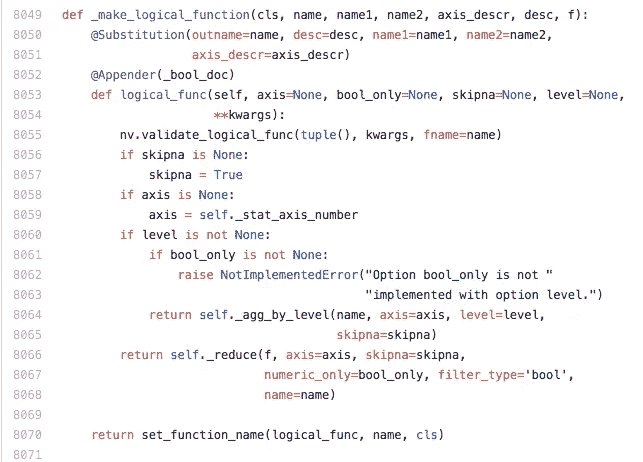 8049 def _make_logical_function(cls, name, name1, name2, axis_descr, desc, f):
8050     @Substitution(outname=name, desc=desc, name1=name1, name2=name2,
8051                   axis_descr=axis_descr)
8052     @Appender(_bool_doc)
8053     def logical_func(self, axis=None, bool_only=None, skipna=None, level=None,
8054                      **kwargs):
8055         nv.validate_logical_func(tuple(), kwargs, fname=name)
8056         if skipna is None:
8057             skipna = True
8058         if axis is None:
8059             axis = self._stat_axis_number
8060         if level is not None:
8061             if bool_only is not None:
8062                 raise NotImplementedError("Option bool_only is not "
8063                                           "implemented with option level.")
8064             return self._agg_by_level(name, axis=axis, level=level,
8065                                       skipna=skipna)
8066         return self._reduce(f, axis=axis, skipna=skipna,
8067                             numeric_only=bool_only, filter_type='bool',
8068                             name=name)
8069
8070     return set_function_name(logical_func, name, cls)
8071